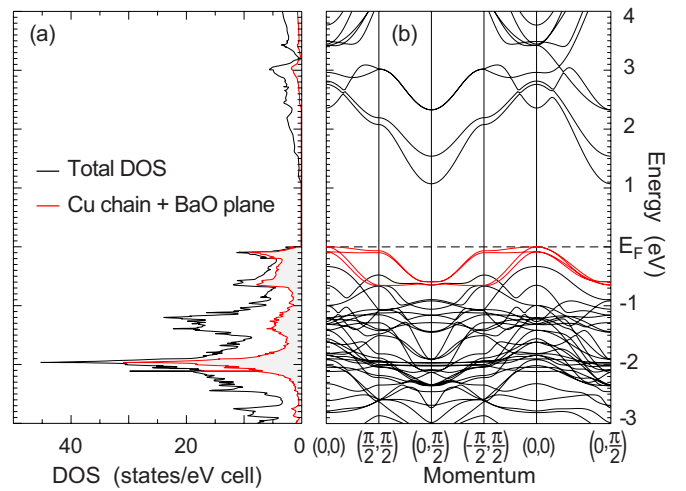 (a)
(b)
Total DOS
Cu chain + BaO plane
4
3
2
1
E_F
-1
-2
-3
Energy (eV)
40 20 0
(0,0) (π/2,π/2) (0,π/2) (-π/2,π/2) (0,0) (0,π/2)
DOS (states/eV cell)
Momentum